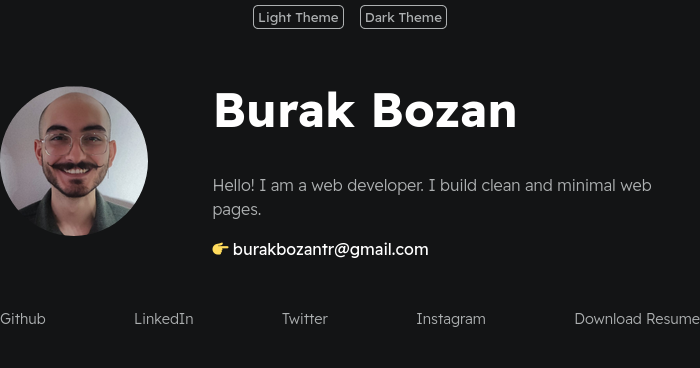 Light Theme Dark Theme
Burak Bozan
Hello! I am a web developer. I build clean and minimal web
pages.
👉 burakbozantr@gmail.com
Github LinkedIn Twitter Instagram Download Resume